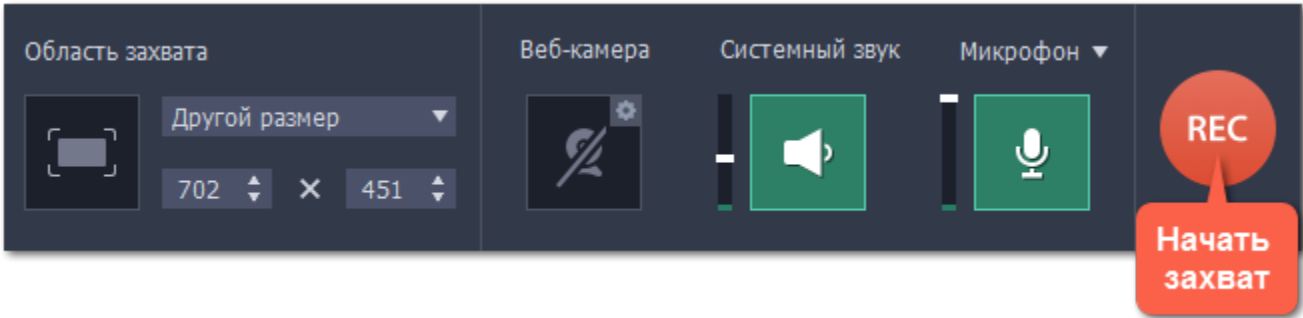 Область захвата
Веб-камера
Системный звук
Микрофон
Другой размер
702 × 451
REC
Начать
захват